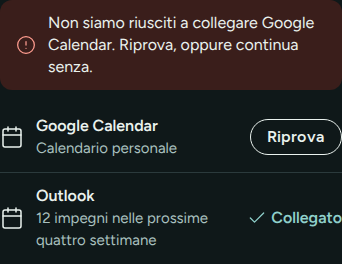 Non siamo riusciti a collegare Google
Calendar. Riprova, oppure continua
senza.
Google Calendar
Calendario personale
Riprova
Outlook
12 impegni nelle prossime
quattro settimane
Collegato